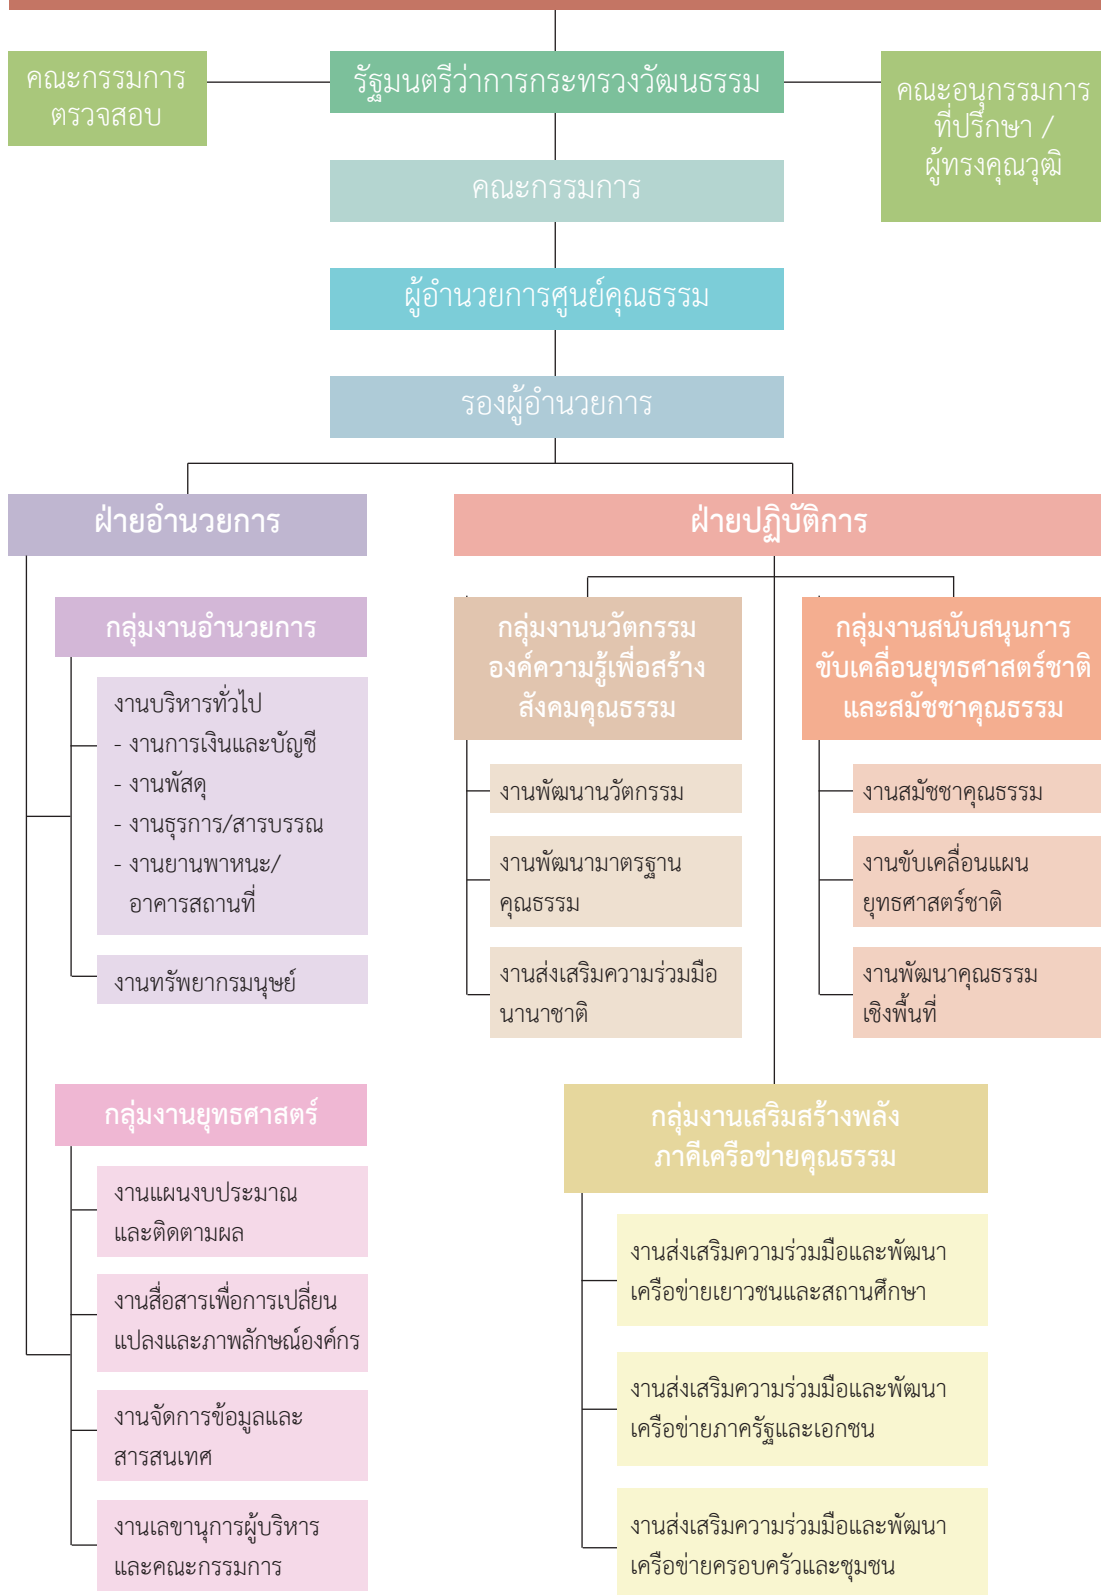 คณะกรรมการ
ตรวจสอบ
รัฐมนตรีว่าการกระทรวงวัฒนธรรม
คณะอนุกรรมการ
ที่ปรึกษา /
ผู้ทรงคุณวุฒิ
คณะกรรมการ
ผู้อำนวยการศูนย์คุณธรรม
รองผู้อำนวยการ
ฝ่ายอำนวยการ
กลุ่มงานอำนวยการ
งานบริหารทั่วไป
- งานการเงินและบัญชี
- งานพัสดุ
- งานธุรการ/สารบรรณ
- งานยานพาหนะ/
อาคารสถานที่
งานทรัพยากรมนุษย์
กลุ่มงานยุทธศาสตร์
งานแผนงบประมาณ
และติดตามผล
งานสื่อสารเพื่อการเปลี่ยน
แปลงและภาพลักษณ์องค์กร
งานจัดการข้อมูลและ
สารสนเทศ
งานเลขานุการผู้บริหาร
และคณะกรรมการ
ฝ่ายปฏิบัติการ
กลุ่มงานนวัตกรรม
องค์ความรู้เพื่อสร้าง
สังคมคุณธรรม
งานพัฒนานวัตกรรม
งานพัฒนามาตรฐาน
คุณธรรม
งานส่งเสริมความร่วมมือ
นานาชาติ
กลุ่มงานสนับสนุนการ
ขับเคลื่อนยุทธศาสตร์ชาติ
และสมัชชาคุณธรรม
งานสมัชชาคุณธรรม
งานขับเคลื่อนแผน
ยุทธศาสตร์ชาติ
งานพัฒนาคุณธรรม
เชิงพื้นที่
กลุ่มงานเสริมสร้างพลัง
ภาคีเครือข่ายคุณธรรม
งานส่งเสริมความร่วมมือและพัฒนา
เครือข่ายเยาวชนและสถานศึกษา
งานส่งเสริมความร่วมมือและพัฒนา
เครือข่ายภาครัฐและเอกชน
งานส่งเสริมความร่วมมือและพัฒนา
เครือข่ายครอบครัวและชุมชน